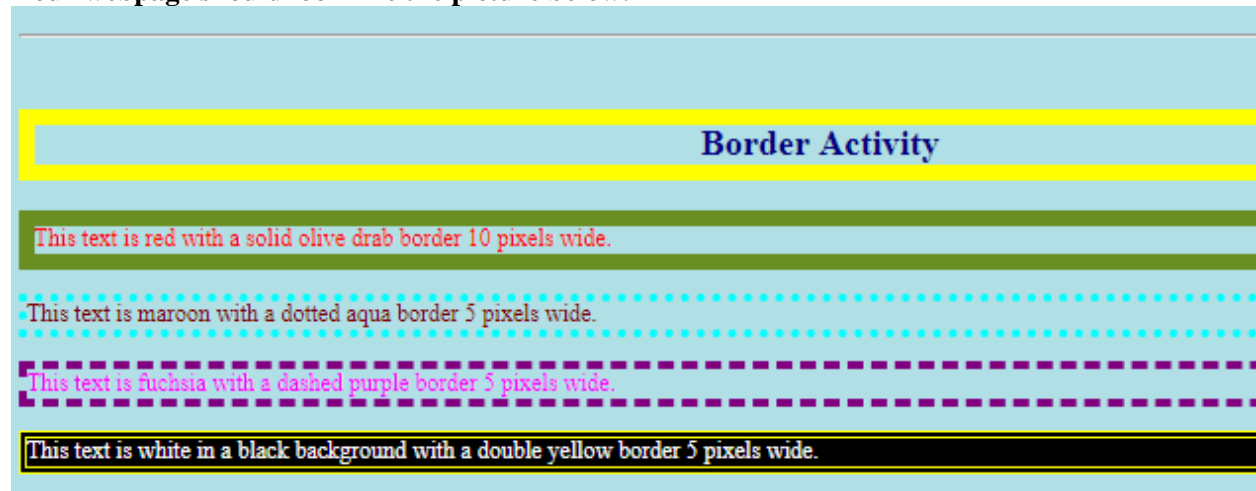 Border Activity
This text is red with a solid olive drab border 10 pixels wide.
This text is maroon with a dotted aqua border 5 pixels wide.
This text is fuchsia with a dashed purple border 5 pixels wide.
This text is white in a black background with a double yellow border 5 pixels wide.